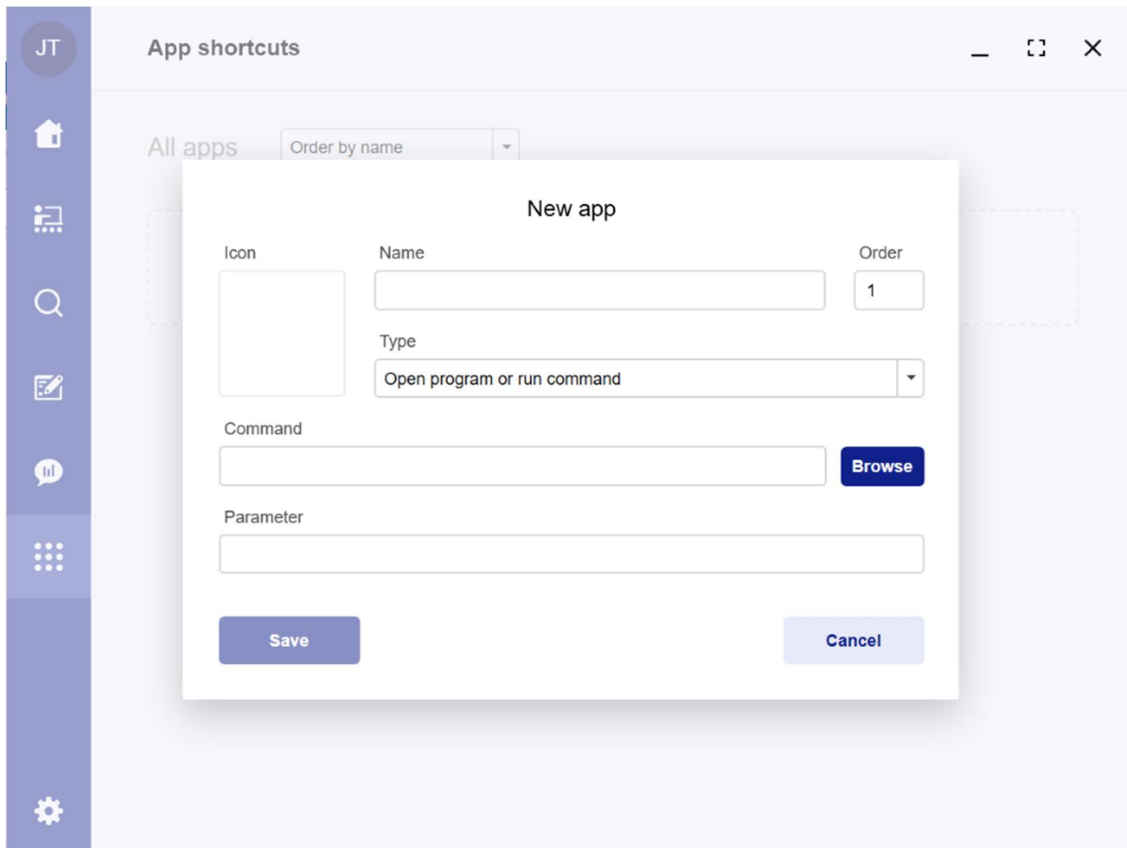 JT
App shortcuts
All apps
Order by name
New app
Icon
Name
Order
1
Type
Open program or run command
Command
Browse
Parameter
Save
Cancel